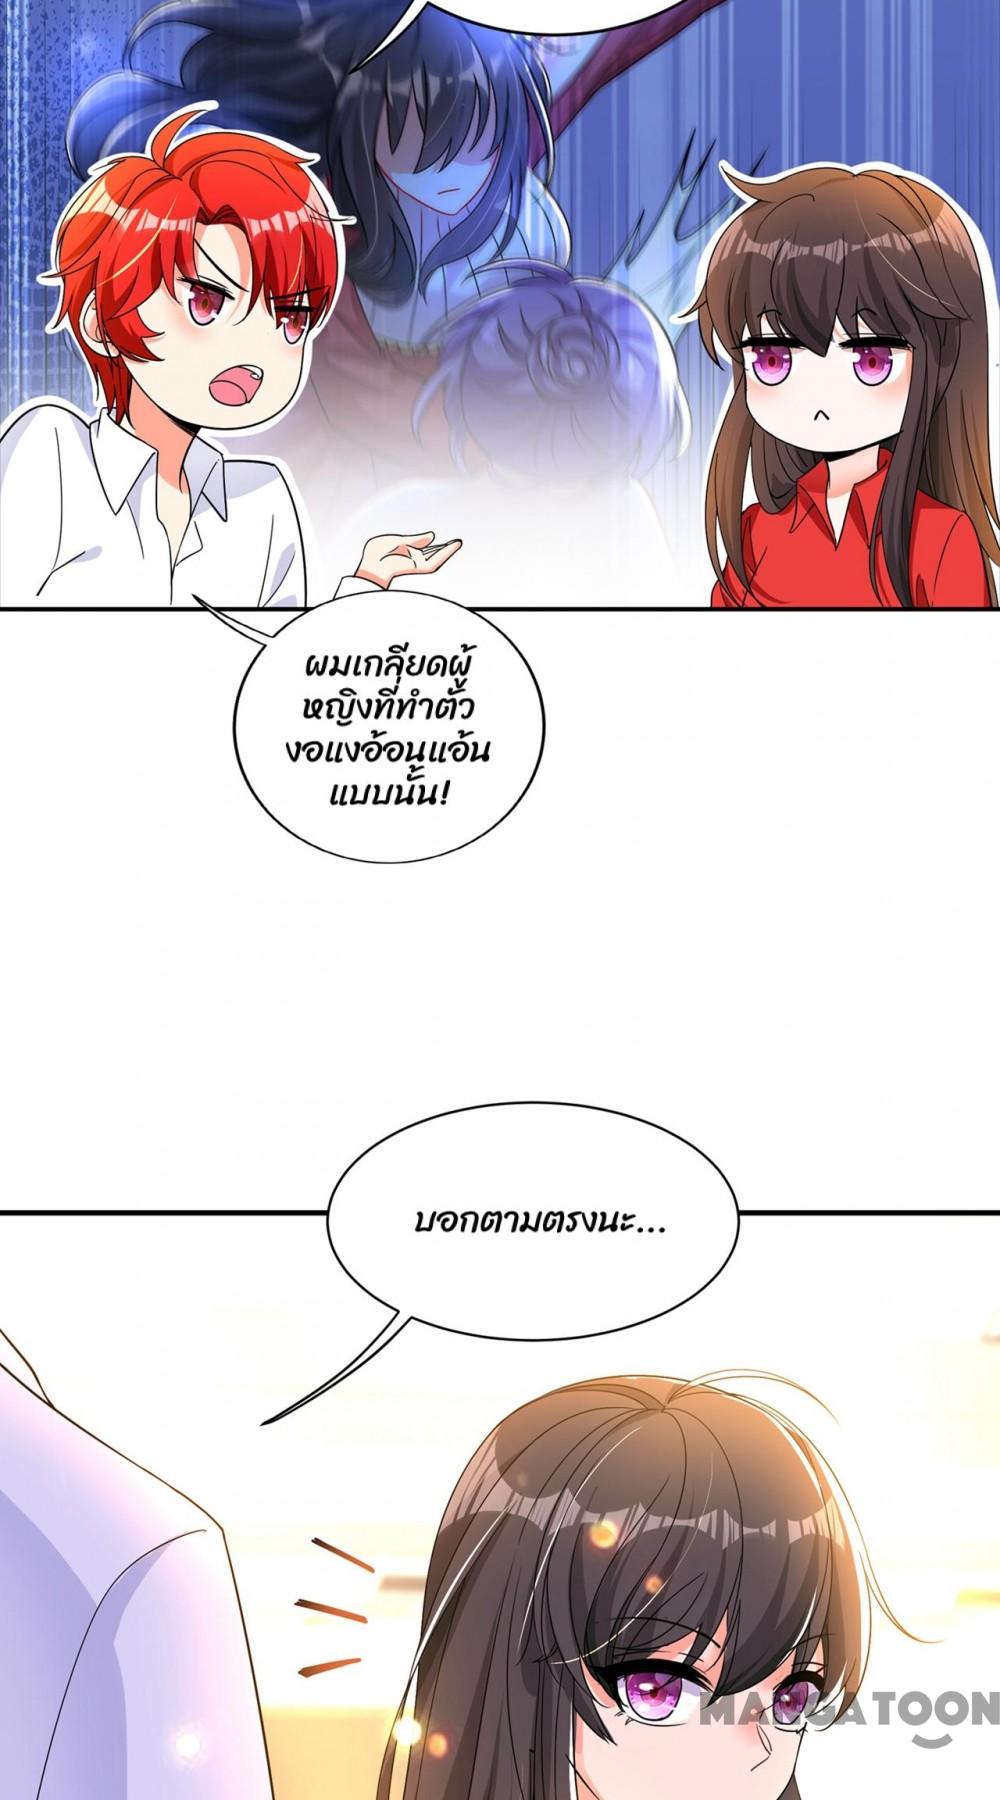 ผมเกลียดผู้
หญิงที่ทำตัว
งอแงอ้อนแอ้น
แบบนั้น!
บอกตามตรงนะ...
MANGATOON